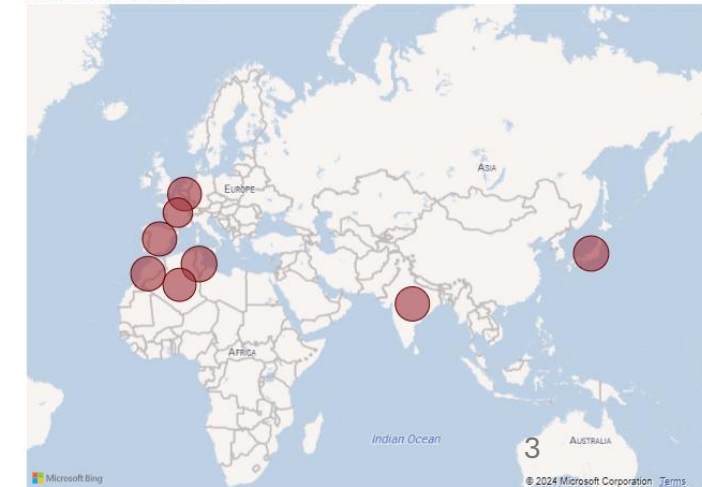 ASIA
EUROPE
AFRICA
Indian Ocean
3
AUSTRALIA
Microsoft Bing
© 2024 Microsoft Corporation Terms